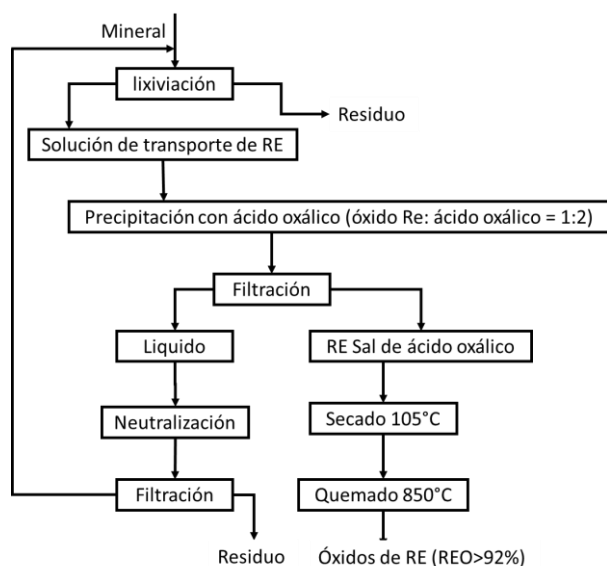 Mineral
lixiviación
Residuo
Solución de transporte de RE
Precipitación con ácido oxálico (óxido Re: ácido oxálico = 1:2)
Filtración
Liquido
RE Sal de ácido oxálico
Neutralización
Secado 105°C
Filtración
Quemado 850°C
Residuo
Óxidos de RE (REO>92%)